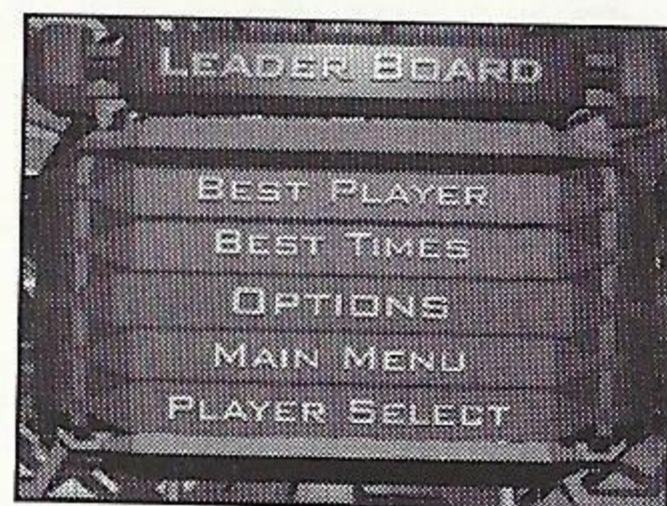 LEADER BOARD
BEST PLAYER
BEST TIMES
OPTIONS
MAIN MENU
PLAYER SELECT